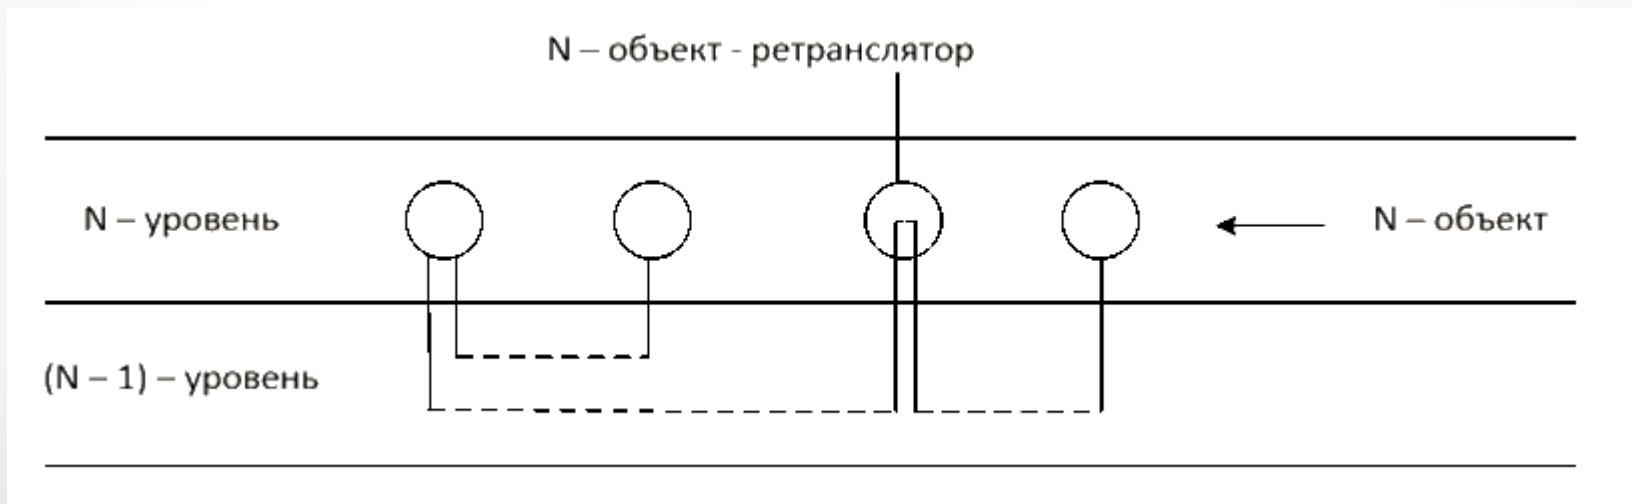 N – объект - ретранслятор
N – уровень
N – объект
(N – 1) – уровень